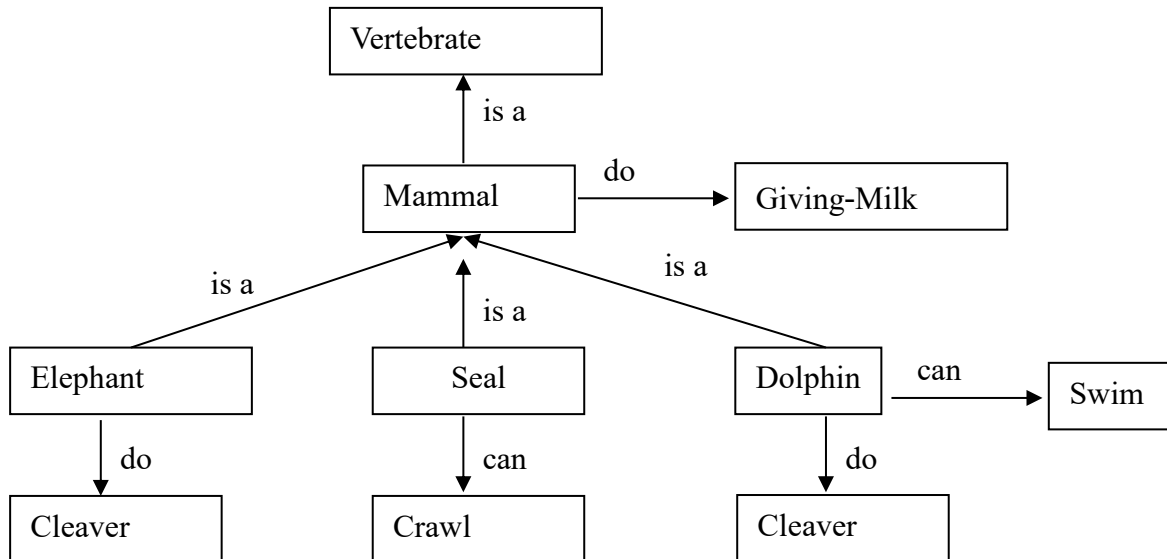 Vertebrate
is a
Mammal
do
Giving-Milk
is a
is a
is a
Elephant
Seal
Dolphin
can
Swim
do
can
do
Cleaver
Crawl
Cleaver